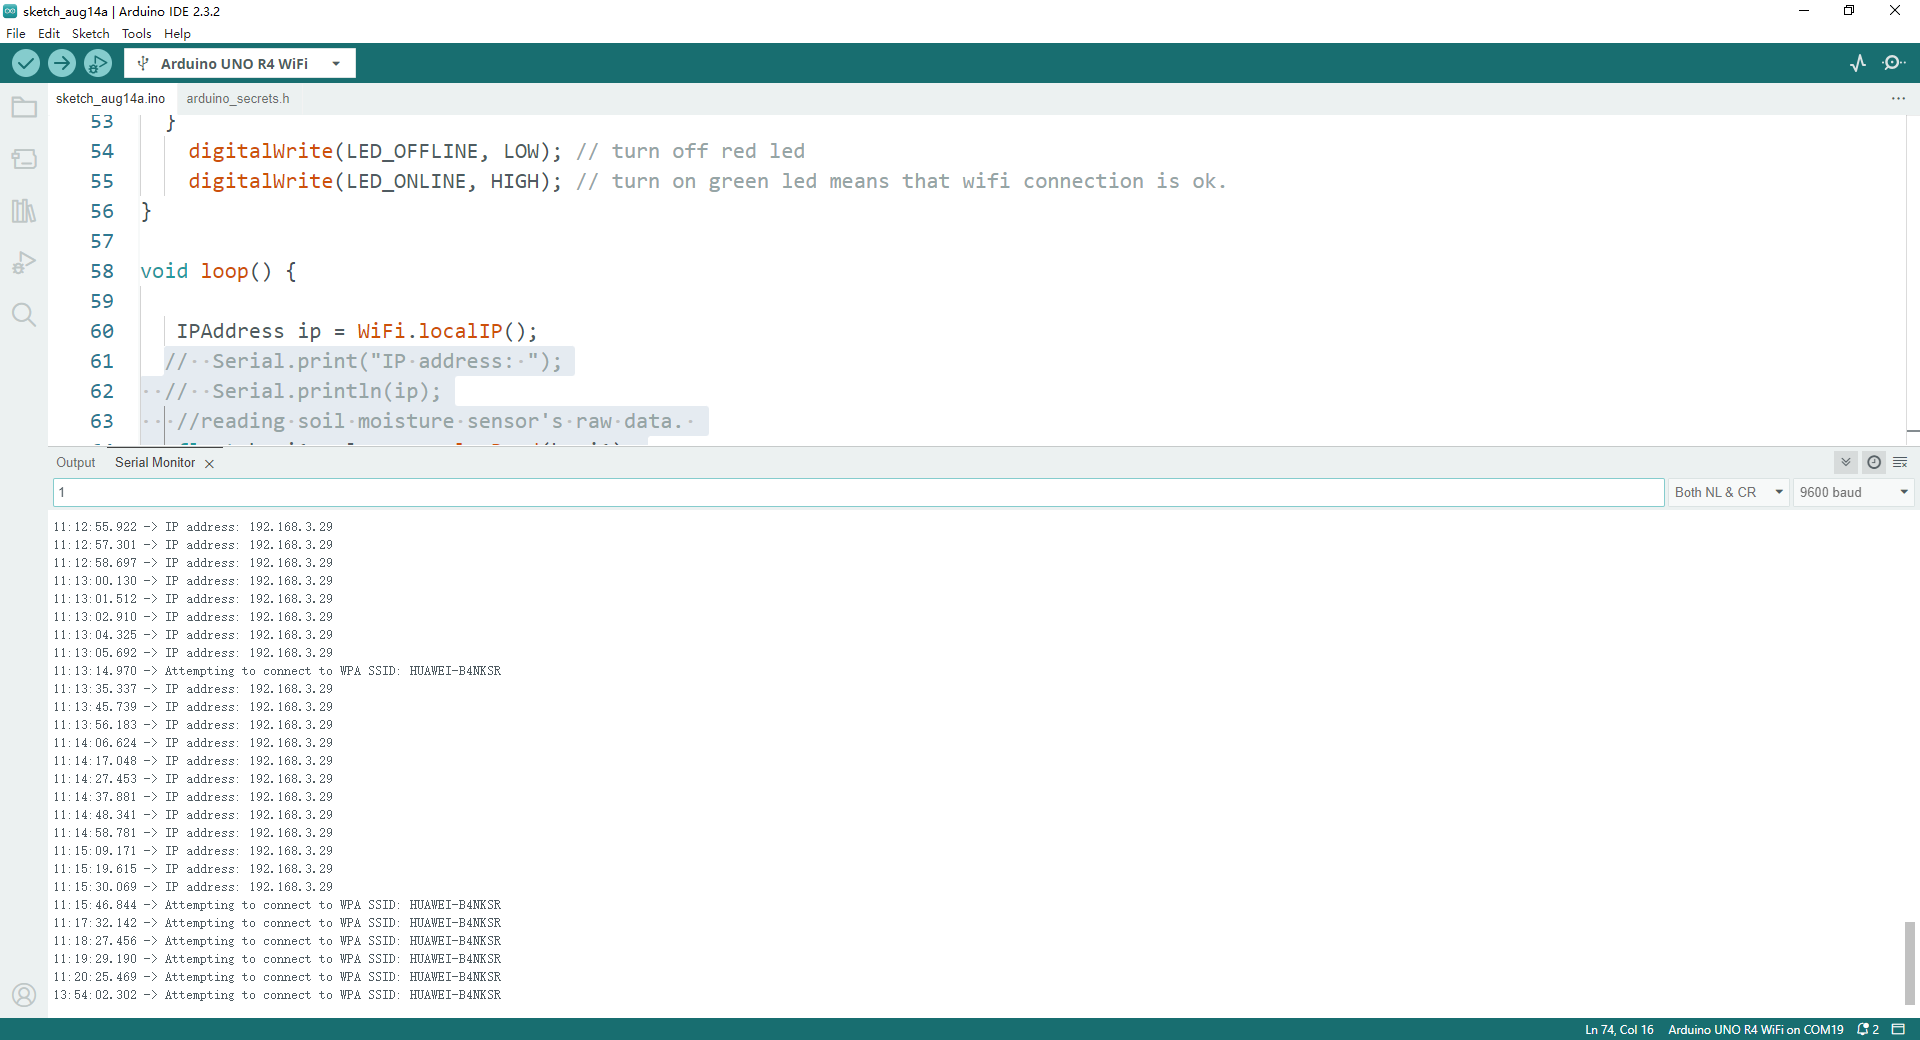 sketch_aug14a | Arduino IDE 2.3.2
File Edit Sketch Tools Help
Arduino UNO R4 WiFi
sketch_aug14a.ino arduino_secrets.h
53 }
54 digitalWrite(LED_OFFLINE, LOW); // turn off red led
55 digitalWrite(LED_ONLINE, HIGH); // turn on green led means that wifi connection is ok.
56 }
57
58 void loop() {
59
60 IPAddress ip = WiFi.localIP();
61 // Serial.print("IP address: ");
62 // Serial.println(ip);
63 //reading soil moisture sensor's raw data.
Output Serial Monitor
1
Both NL & CR 9600 baud
11:12:55.922 -> IP address: 192.168.3.29
11:12:57.301 -> IP address: 192.168.3.29
11:12:58.697 -> IP address: 192.168.3.29
11:13:00.130 -> IP address: 192.168.3.29
11:13:01.512 -> IP address: 192.168.3.29
11:13:02.910 -> IP address: 192.168.3.29
11:13:04.325 -> IP address: 192.168.3.29
11:13:05.692 -> IP address: 192.168.3.29
11:13:14.970 -> Attempting to connect to WPA SSID: HUAWEI-B4NKSR
11:13:35.337 -> IP address: 192.168.3.29
11:13:45.739 -> IP address: 192.168.3.29
11:13:56.183 -> IP address: 192.168.3.29
11:14:06.624 -> IP address: 192.168.3.29
11:14:17.048 -> IP address: 192.168.3.29
11:14:27.453 -> IP address: 192.168.3.29
11:14:37.881 -> IP address: 192.168.3.29
11:14:48.341 -> IP address: 192.168.3.29
11:14:58.781 -> IP address: 192.168.3.29
11:15:09.171 -> IP address: 192.168.3.29
11:15:19.615 -> IP address: 192.168.3.29
11:15:30.069 -> IP address: 192.168.3.29
11:15:46.844 -> Attempting to connect to WPA SSID: HUAWEI-B4NKSR
11:17:32.142 -> Attempting to connect to WPA SSID: HUAWEI-B4NKSR
11:18:27.456 -> Attempting to connect to WPA SSID: HUAWEI-B4NKSR
11:19:29.190 -> Attempting to connect to WPA SSID: HUAWEI-B4NKSR
11:20:25.469 -> Attempting to connect to WPA SSID: HUAWEI-B4NKSR
13:54:02.302 -> Attempting to connect to WPA SSID: HUAWEI-B4NKSR
Ln 74, Col 16 Arduino UNO R4 WiFi on COM19 2